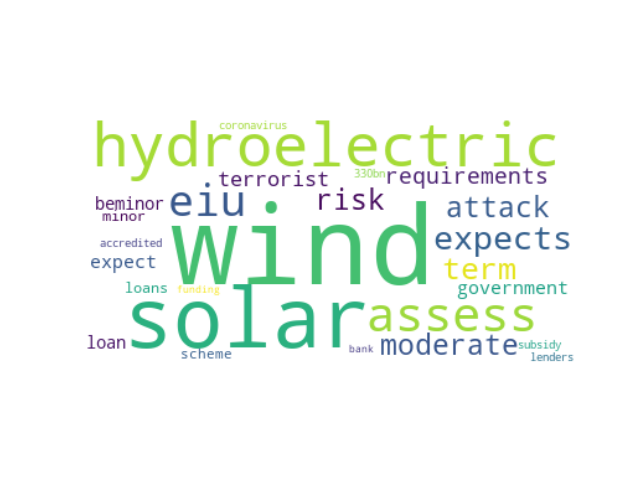 coronavirus
hydroelectric
terrorist 330bn requirements
beminor eiu risk attack
minor
accredited wind expects
expect term
loans funding government
solar assess
loan moderate subsidy
scheme bank lenders